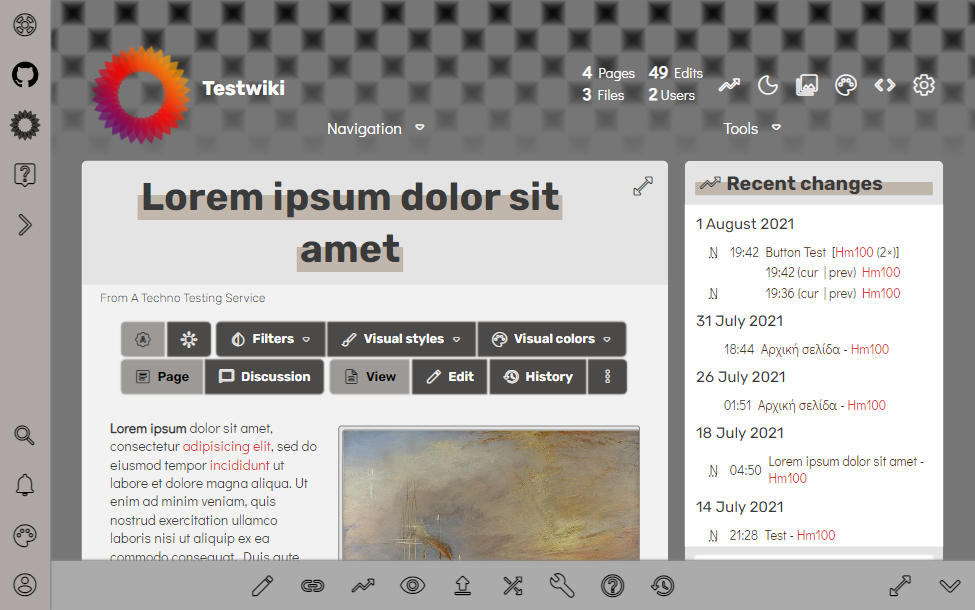 Testwiki
4 Pages 49 Edits
3 Files 2 Users
Navigation
Tools
Lorem ipsum dolor sit
amet
From A Techno Testing Service
Filters
Visual styles
Visual colors
Page
Discussion
View
Edit
History
Lorem ipsum dolor sit amet,
consectetur adipisicing elit, sed do
eiusmod tempor incididunt ut
labore et dolore magna aliqua. Ut
enim ad minim veniam, quis
nostrud exercitation ullamco
laboris nisi ut aliquip ex ea
commodo consequat. Duis aute
Recent changes
1 August 2021
N 19:42 Button Test [Hm100 (2×)]
19:42 (cur | prev) Hm100
N 19:36 (cur | prev) Hm100
31 July 2021
18:44 Αρχική σελίδα - Hm100
26 July 2021
01:51 Αρχική σελίδα - Hm100
18 July 2021
N 04:50 Lorem ipsum dolor sit amet -
Hm100
14 July 2021
N 21:28 Test - Hm100